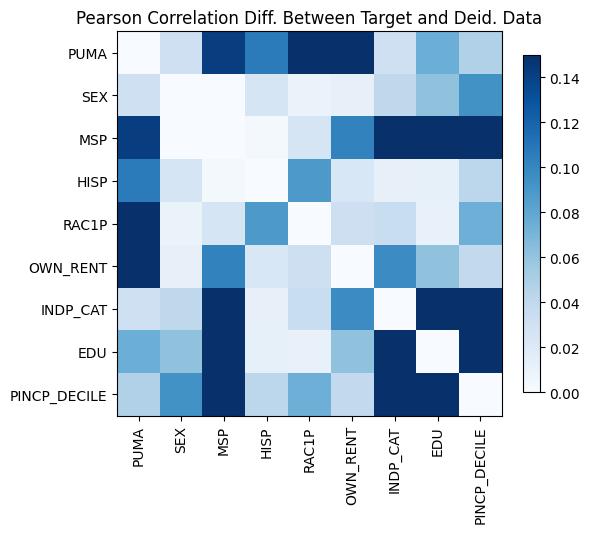 Pearson Correlation Diff. Between Target and Deid. Data
PUMA
SEX
MSP
HISP
RAC1P
OWN_RENT
INDP_CAT
EDU
PINCP_DECILE
PUMA
SEX
MSP
HISP
RAC1P
OWN_RENT
INDP_CAT
EDU
PINCP_DECILE
0.14
0.12
0.10
0.08
0.06
0.04
0.02
0.00